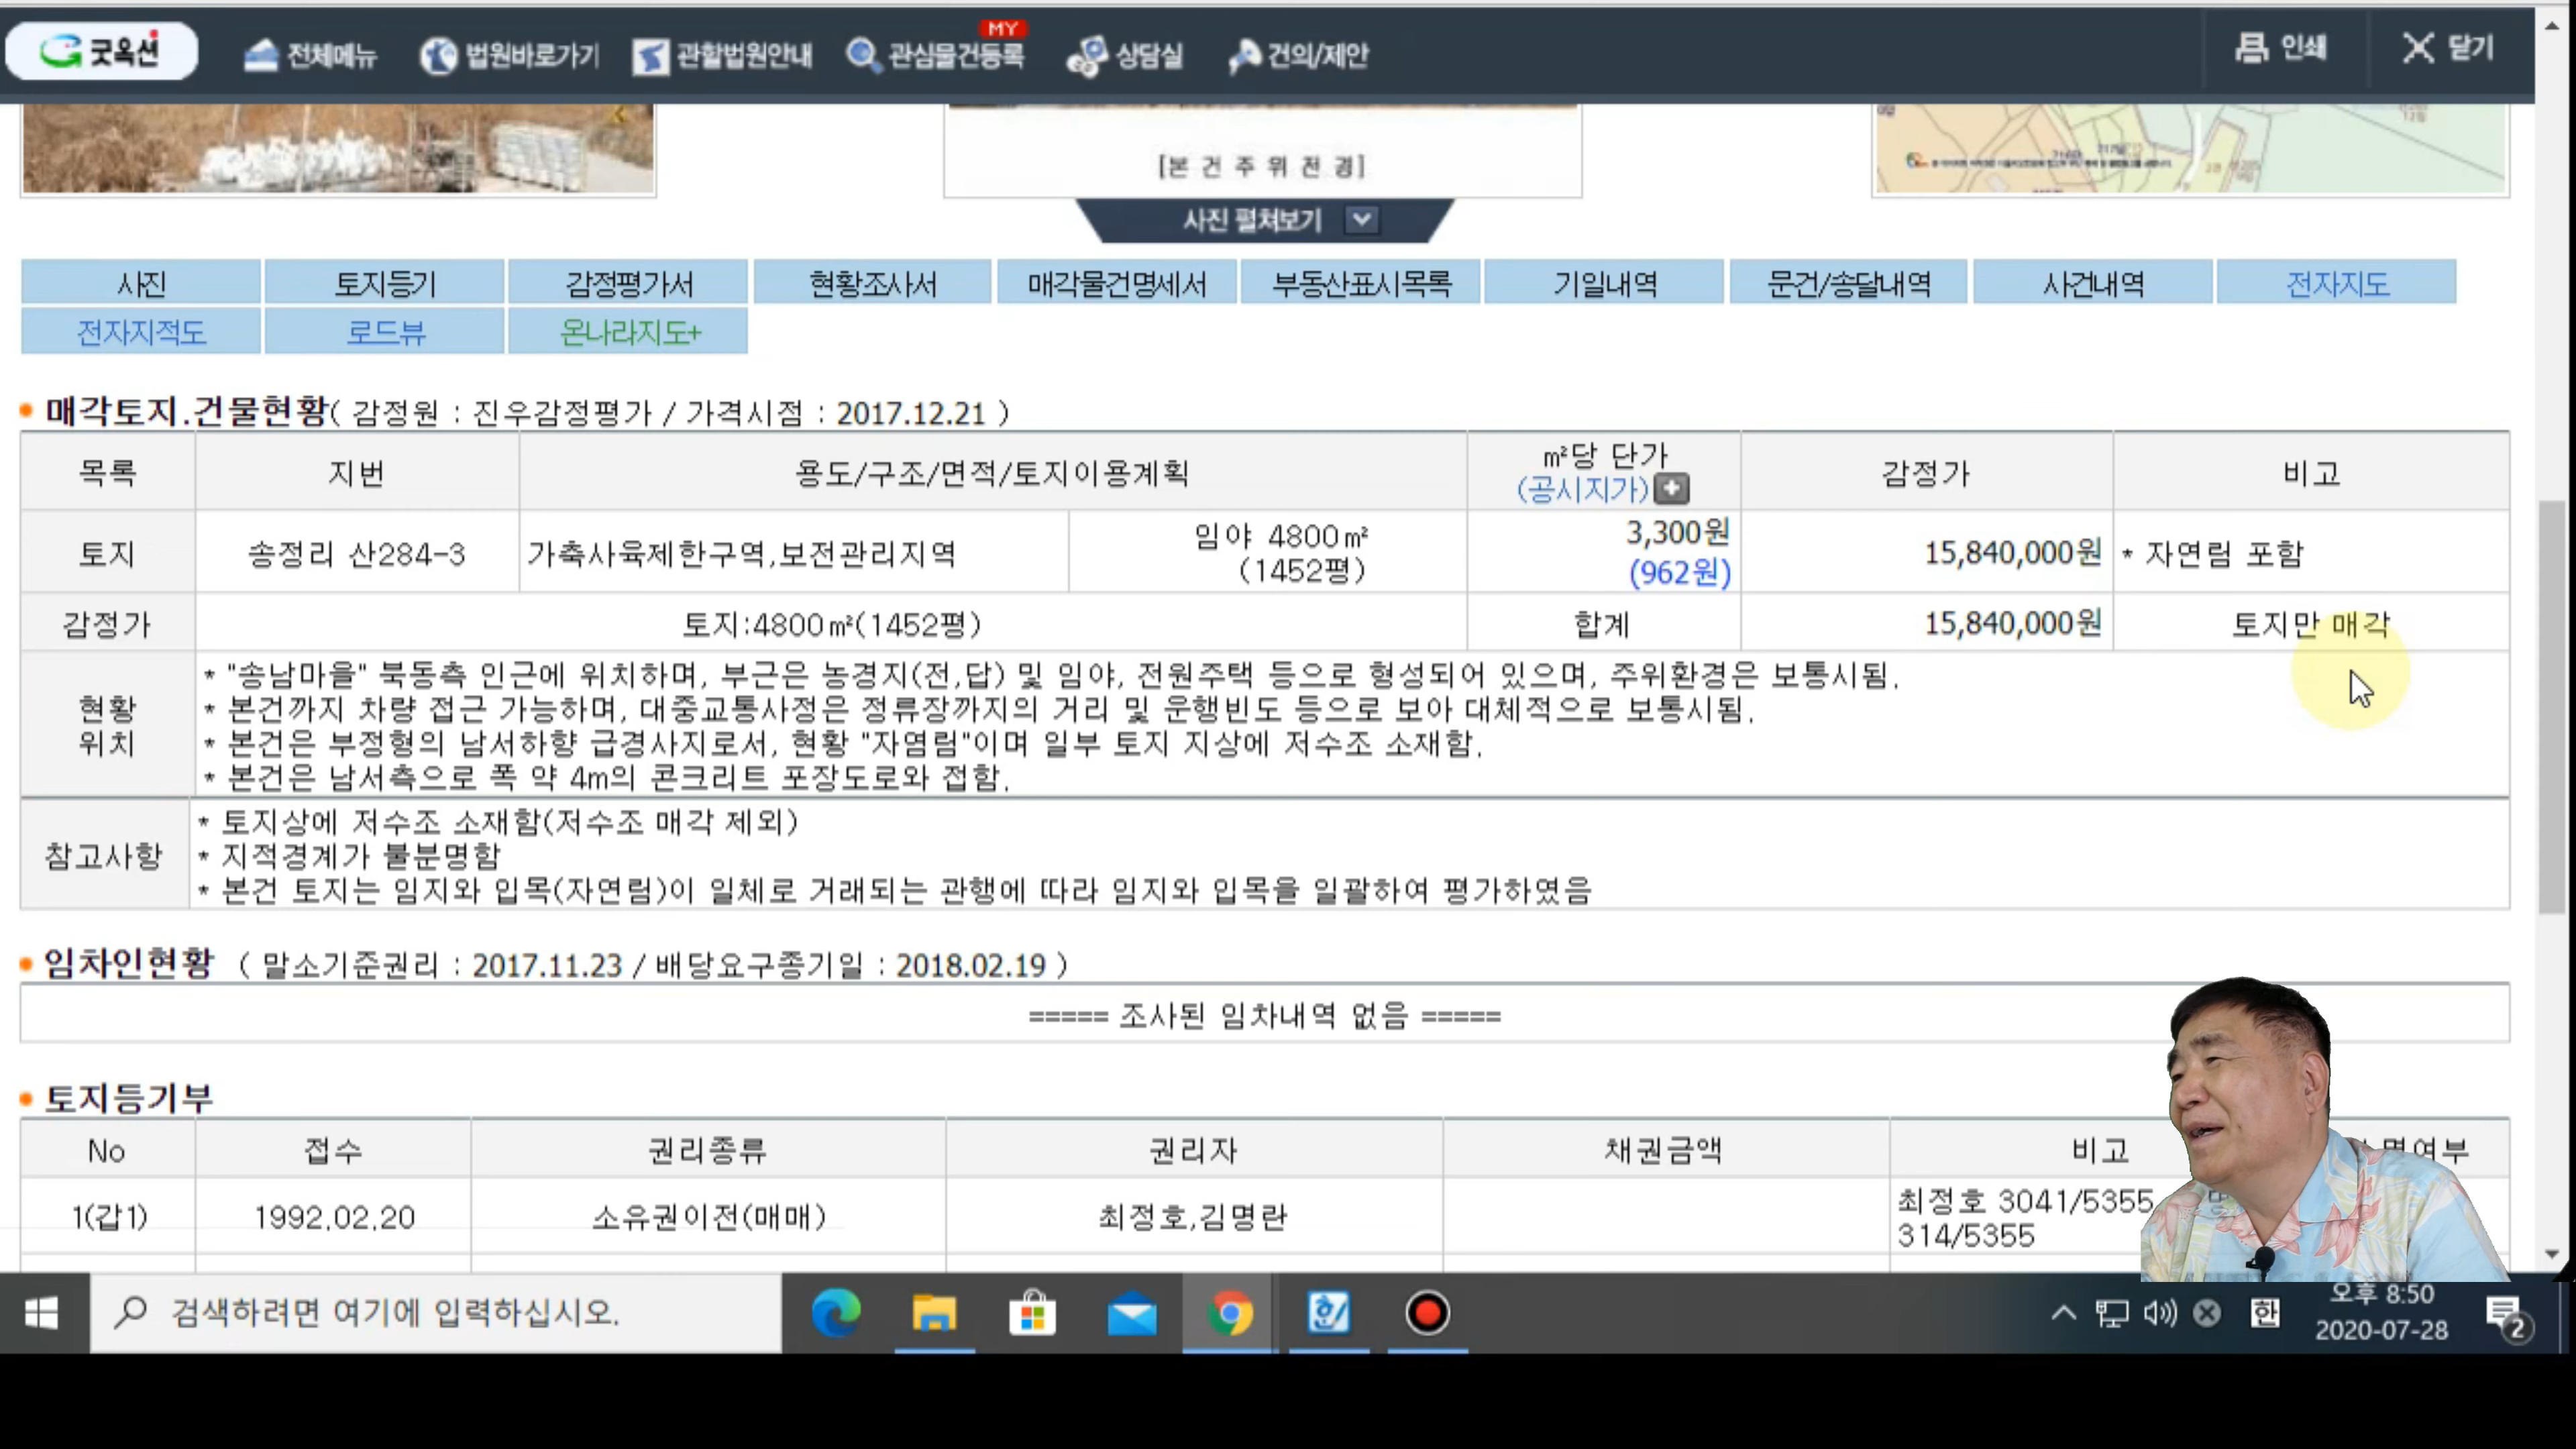 굿옥션
전체메뉴
법원바로가기
관할법원안내
MY
관심물건등록
상담실
건의/제안
인쇄
닫기
[본 건 주 위 전 경]
사진 펼쳐보기
사진
토지등기
감정평가서
현황조사서
매각물건명세서
부동산표시목록
기일내역
문건/송달내역
사건내역
전자지도
전자지적도
로드뷰
온나라지도+
매각토지.건물현황( 감정원 : 진우감정평가 / 가격시점 : 2017.12.21 )
목록 지번 용도/구조/면적/토지이용계획 ㎡당 단가 감정가 비고
(공시지가)
토지 송정리 산284-3 가축사육제한구역,보전관리지역 임야 4800㎡ 3,300원 15,840,000원 * 자연림 포함
(1452평) (962원)
감정가 토지:4800㎡(1452평) 합계 15,840,000원 토지만 매각
현황
위치
* "송남마을" 북동측 인근에 위치하며, 부근은 농경지(전,답) 및 임야, 전원주택 등으로 형성되어 있으며, 주위환경은 보통시됨.
* 본건까지 차량 접근 가능하며, 대중교통사정은 정류장까지의 거리 및 운행빈도 등으로 보아 대체적으로 보통시됨.
* 본건은 부정형의 남서하향 급경사지로서, 현황 "자염림"이며 일부 토지 지상에 저수조 소재함.
* 본건은 남서측으로 폭 약 4m의 콘크리트 포장도로와 접함.
참고사항
* 토지상에 저수조 소재함(저수조 매각 제외)
* 지적경계가 불분명함
* 본건 토지는 임지와 입목(자연림)이 일체로 거래되는 관행에 따라 임지와 입목을 일괄하여 평가하였음
임차인현황 ( 말소기준권리 : 2017.11.23 / 배당요구종기일 : 2018.02.19 )
===== 조사된 임차내역 없음 =====
토지등기부
No 접수 권리종류 권리자 채권금액 비고 여부
1(갑1) 1992.02.20 소유권이전(매매) 최정호,김명란 최정호 3041/5355
314/5355
검색하려면 여기에 입력하십시오.
한
오후 8:50
2020-07-28
2